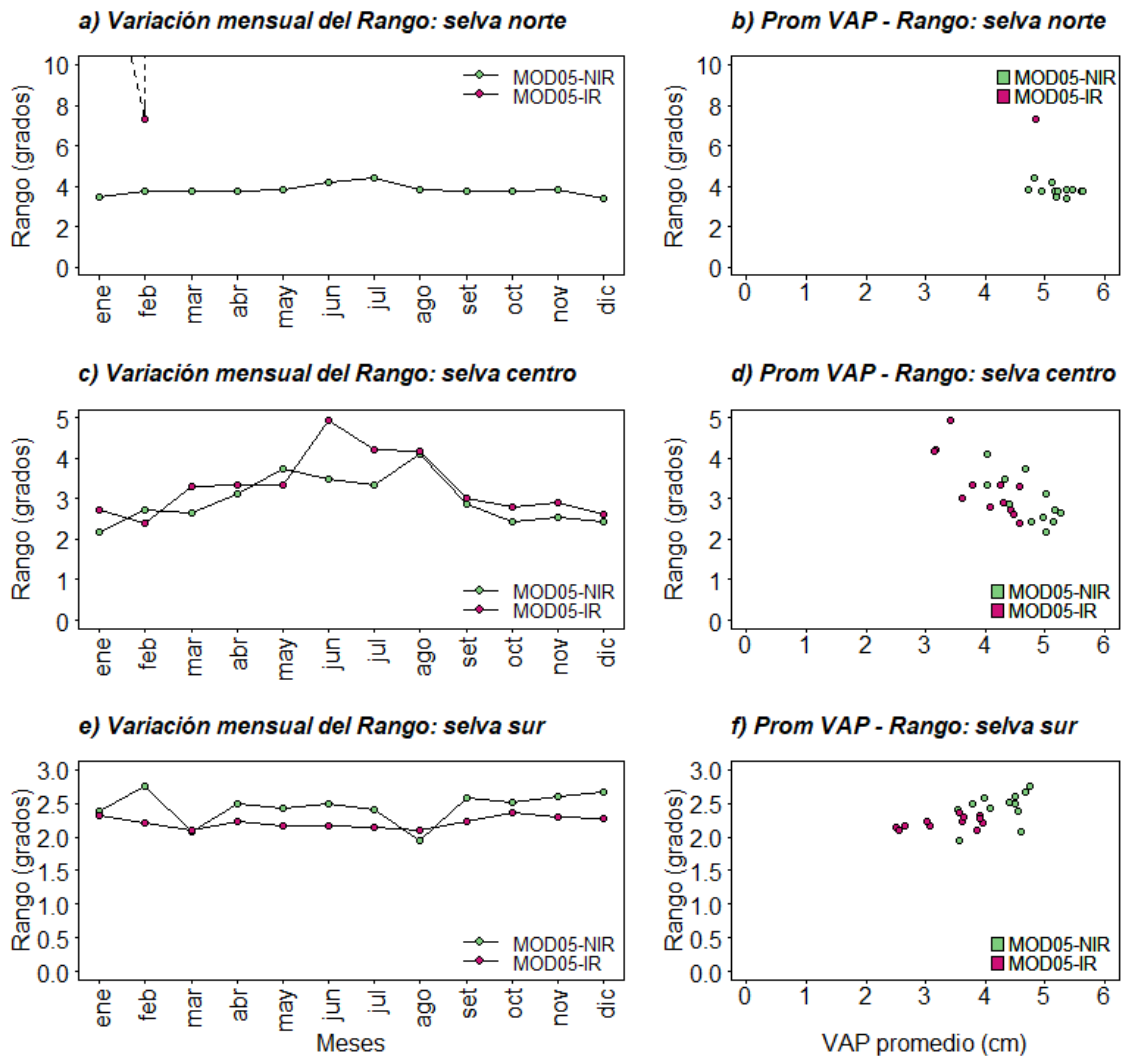 a) Variación mensual del Rango: selva norte
Rango (grados)
10
8
6
4
2
0
MOD05-NIR
MOD05-IR
ene feb mar abr may jun jul ago set oct nov dic
b) Prom VAP - Rango: selva norte
Rango (grados)
10
8
6
4
2
0
MOD05-NIR
MOD05-IR
0 1 2 3 4 5 6
c) Variación mensual del Rango: selva centro
Rango (grados)
5
4
3
2
1
0
MOD05-NIR
MOD05-IR
ene feb mar abr may jun jul ago set oct nov dic
d) Prom VAP - Rango: selva centro
Rango (grados)
5
4
3
2
1
0
MOD05-NIR
MOD05-IR
0 1 2 3 4 5 6
e) Variación mensual del Rango: selva sur
Rango (grados)
3.0
2.5
2.0
1.5
1.0
0.5
0.0
MOD05-NIR
MOD05-IR
ene feb mar abr may jun jul ago set oct nov dic
Meses
f) Prom VAP - Rango: selva sur
Rango (grados)
3.0
2.5
2.0
1.5
1.0
0.5
0.0
MOD05-NIR
MOD05-IR
0 1 2 3 4 5 6
VAP promedio (cm)